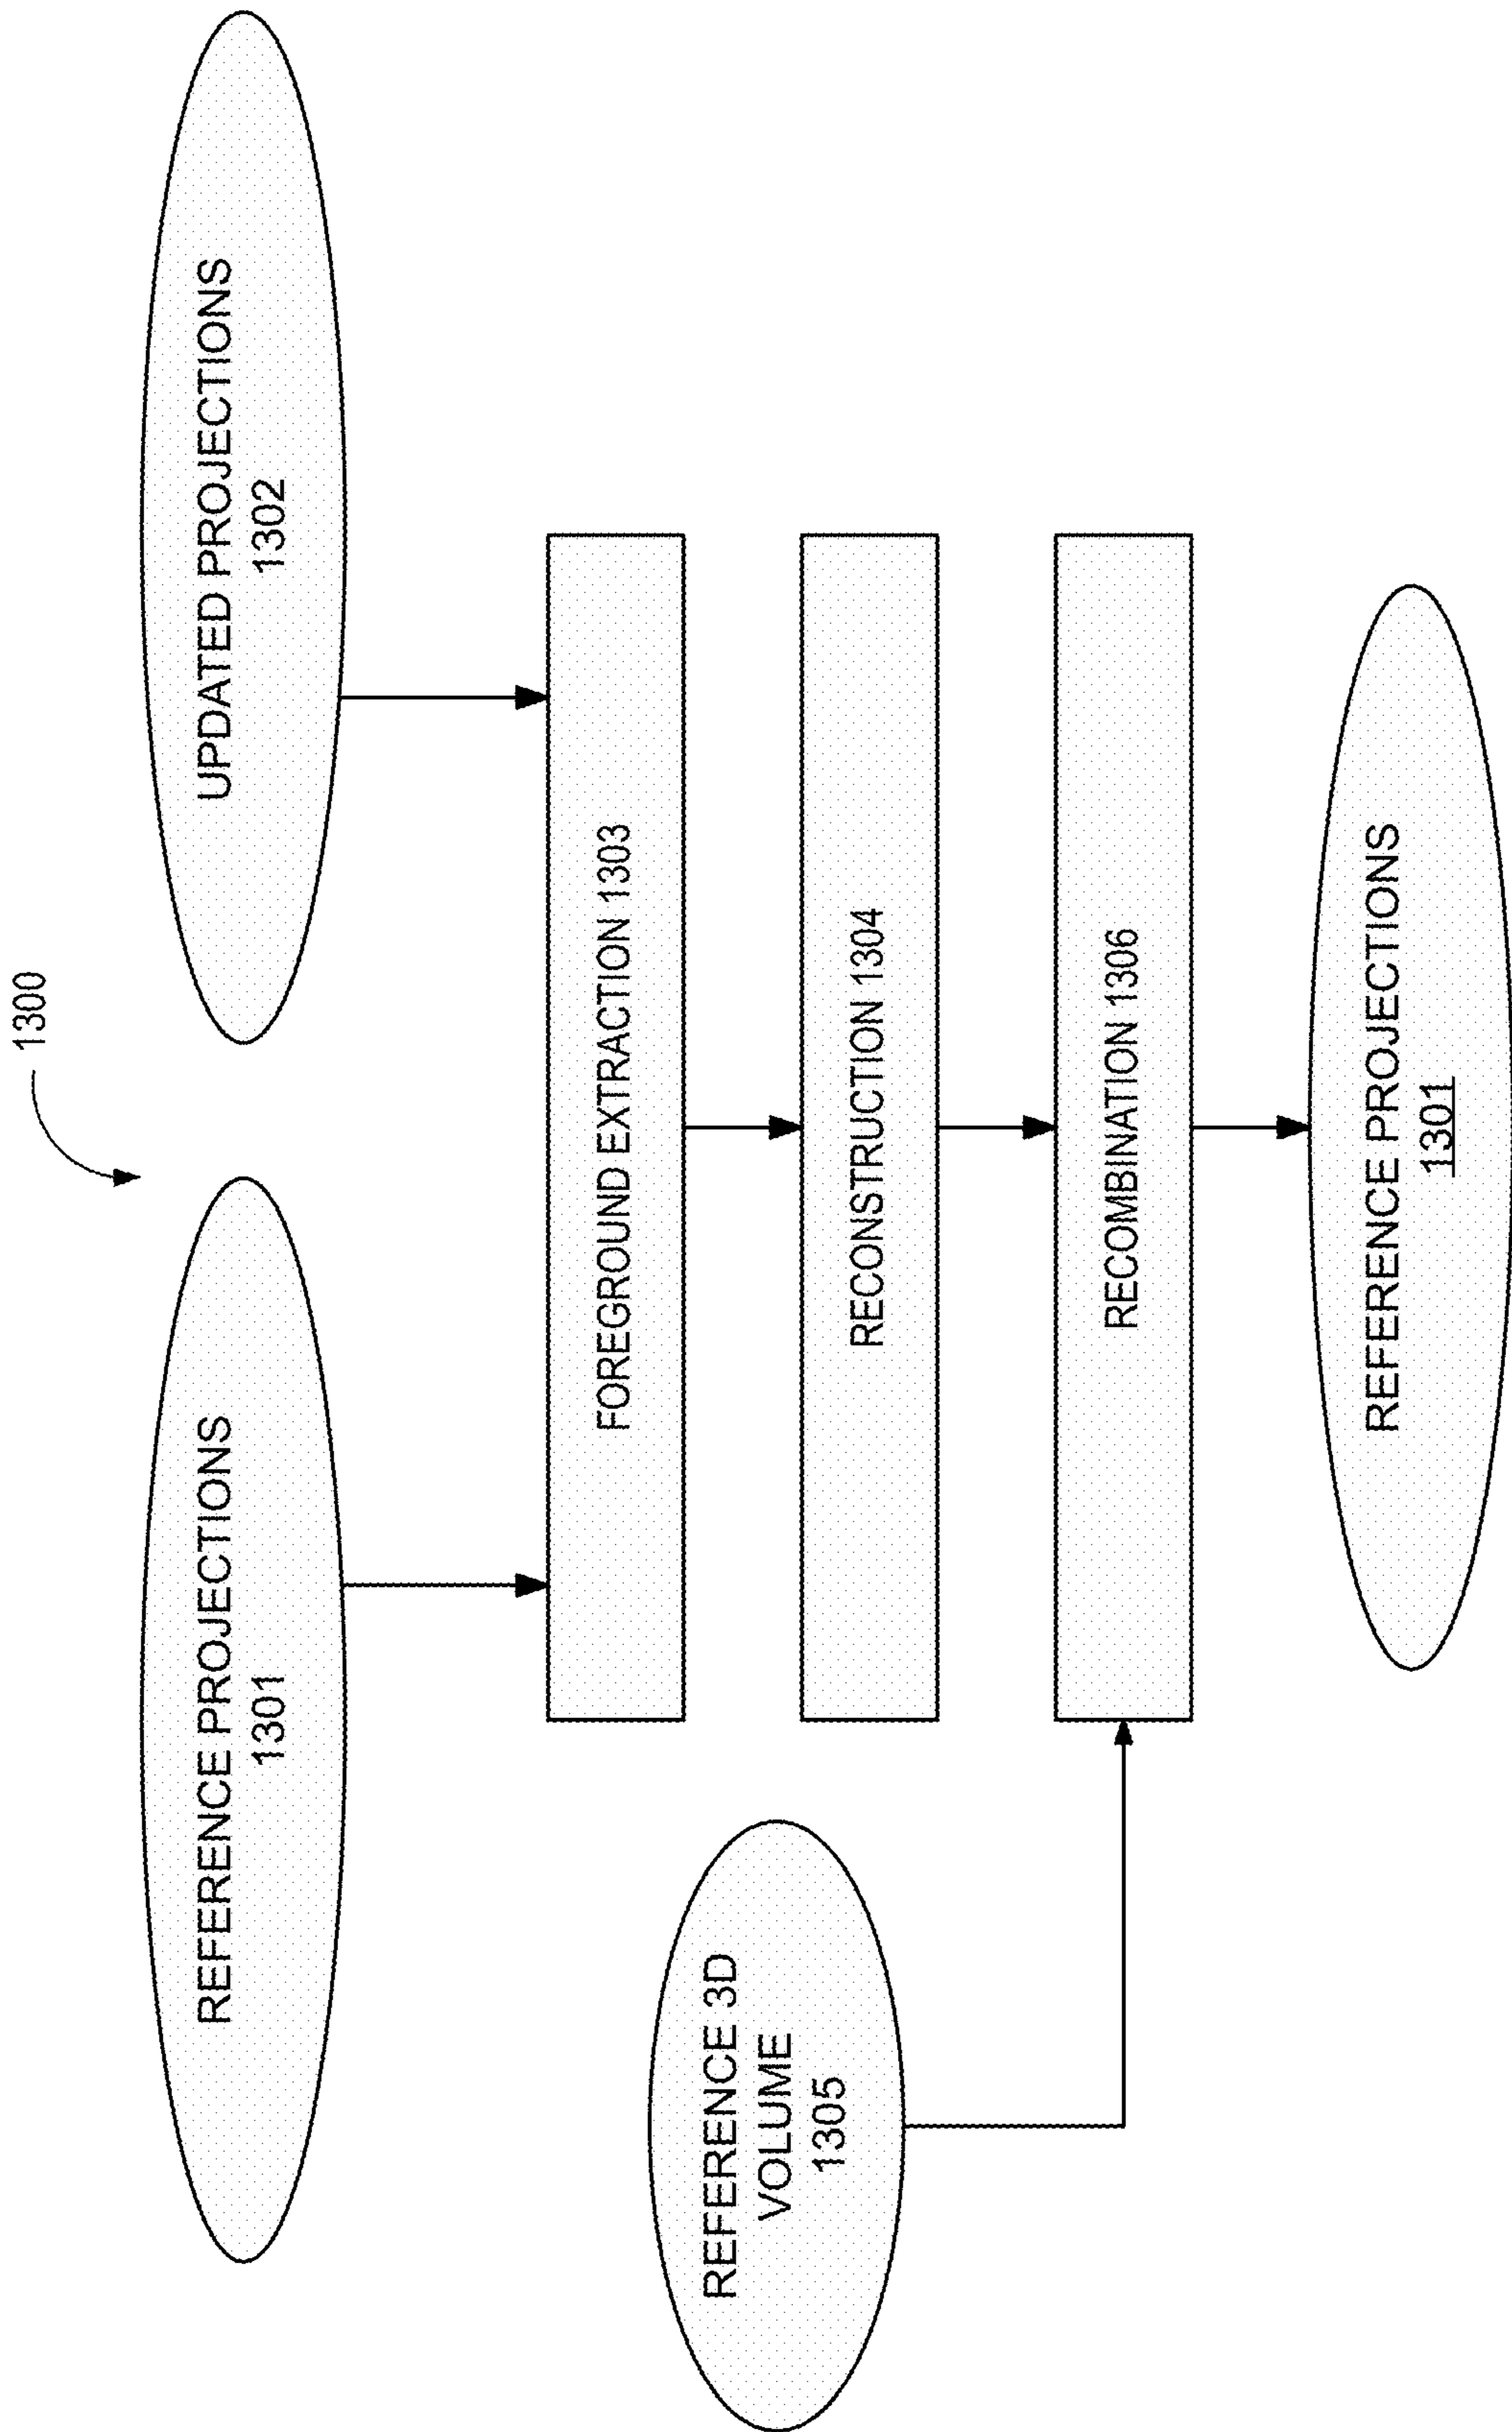 1300
REFERENCE PROJECTIONS
1301
UPDATED PROJECTIONS
1302
FOREGROUND EXTRACTION 1303
RECONSTRUCTION 1304
REFERENCE 3D
VOLUME
1305
RECOMBINATION 1306
REFERENCE PROJECTIONS
1301